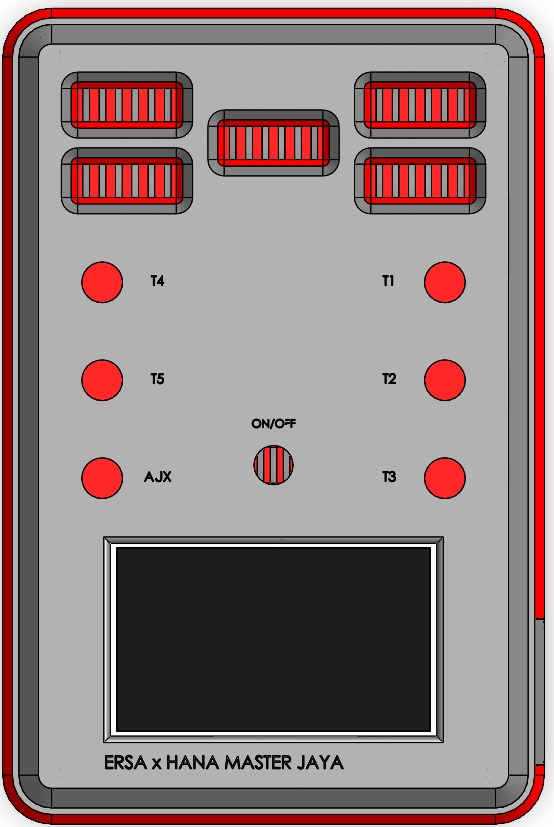 T4 T1
T5 T2
ON/OFF
AJX T3
ERSA x HANA MASTER JAYA